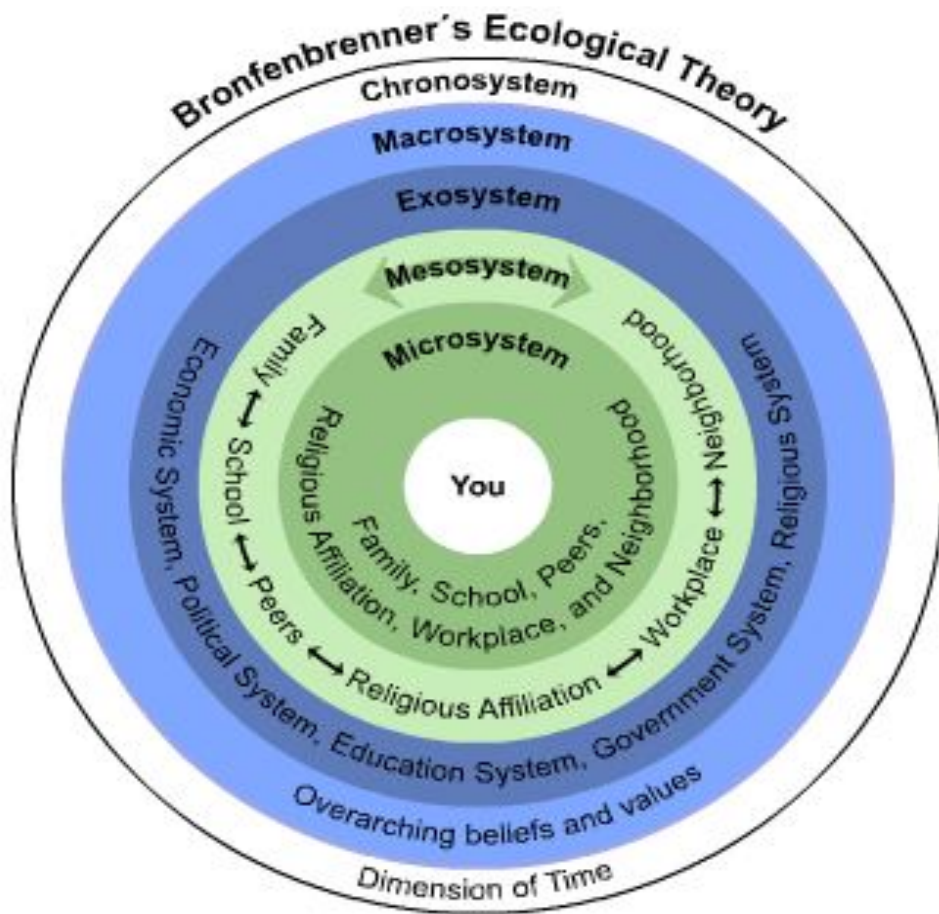 Bronfenbrenner´s Ecological Theory
Chronosystem
Macrosystem
Exosystem
Mesosystem
Microsystem
You
Family, School, Peers,
Religious Affiliation, Workplace, and Neighborhood
Family ↔ School ↔ Peers ↔ Religious Affiliation ↔ Workplace ↔ Neighborhood
Economic System, Political System, Education System, Government System, Religious System
Overarching beliefs and values
Dimension of Time